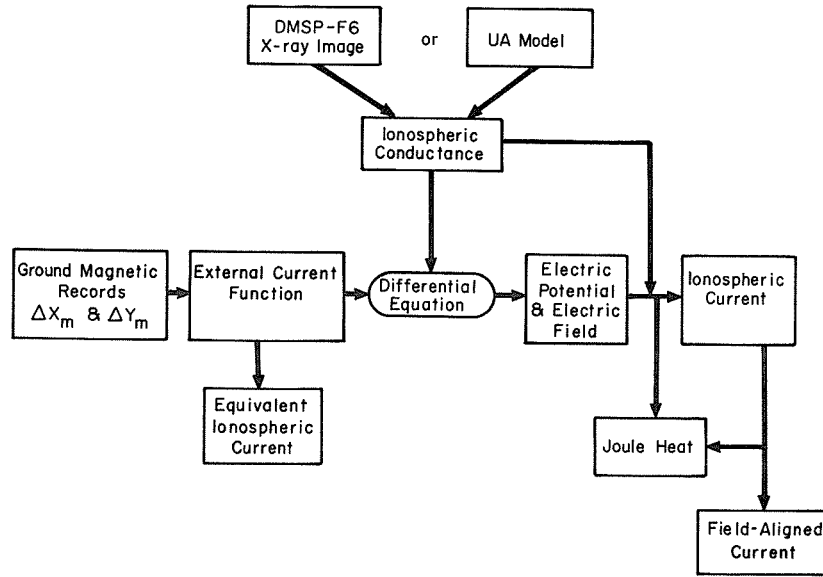 DMSP-F6
X-ray Image
or
UA Model
Ionospheric
Conductance
Ground Magnetic
Records
ΔXm & ΔYm
External Current
Function
Differential
Equation
Electric
Potential
& Electric
Field
Ionospheric
Current
Equivalent
Ionospheric
Current
Joule Heat
Field-Aligned
Current